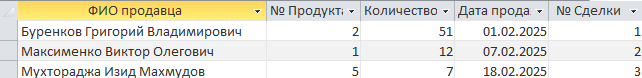 ФИО продавца № Продукта Количество Дата прода № Сделки
Буренков Григорий Владимирович 2 51 01.02.2025 1
Максименко Виктор Олегович 1 12 07.02.2025 2
Мухтораджа Изид Махмудов 5 7 18.02.2025 3